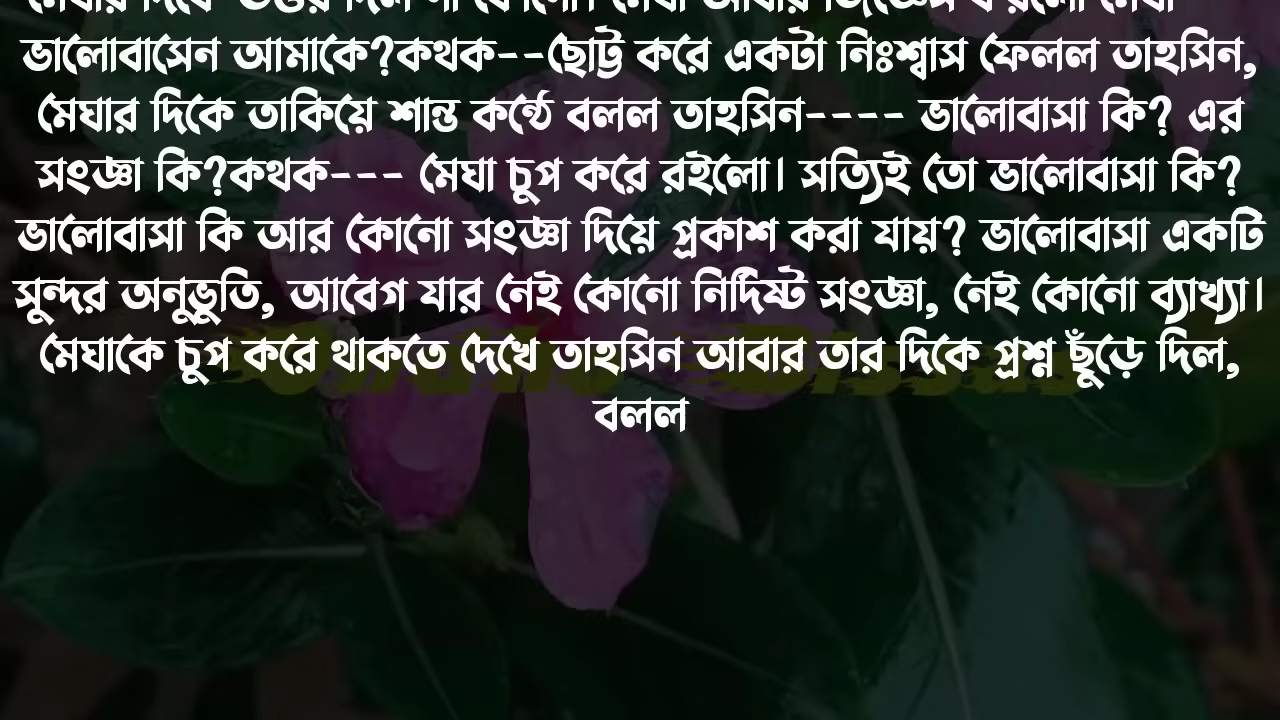 ভালোবাসেন আমাকে?কথক--ছোট্ট করে একটা নিঃশ্বাস ফেলল তাহসিন,
মেঘার দিকে তাকিয়ে শান্ত কন্ঠে বলল তাহসিন---- ভালোবাসা কি? এর
সংজ্ঞা কি?কথক--- মেঘা চুপ করে রইলো। সত্যিই তো ভালোবাসা কি?
ভালোবাসা কি আর কোনো সংজ্ঞা দিয়ে প্রকাশ করা যায়? ভালোবাসা একটি
সুন্দর অনুভুতি, আবেগ যার নেই কোনো নির্দিষ্ট সংজ্ঞা, নেই কোনো ব্যাখ্যা।
মেঘাকে চুপ করে থাকতে দেখে তাহসিন আবার তার দিকে প্রশ্ন ছুঁড়ে দিল,
বলল